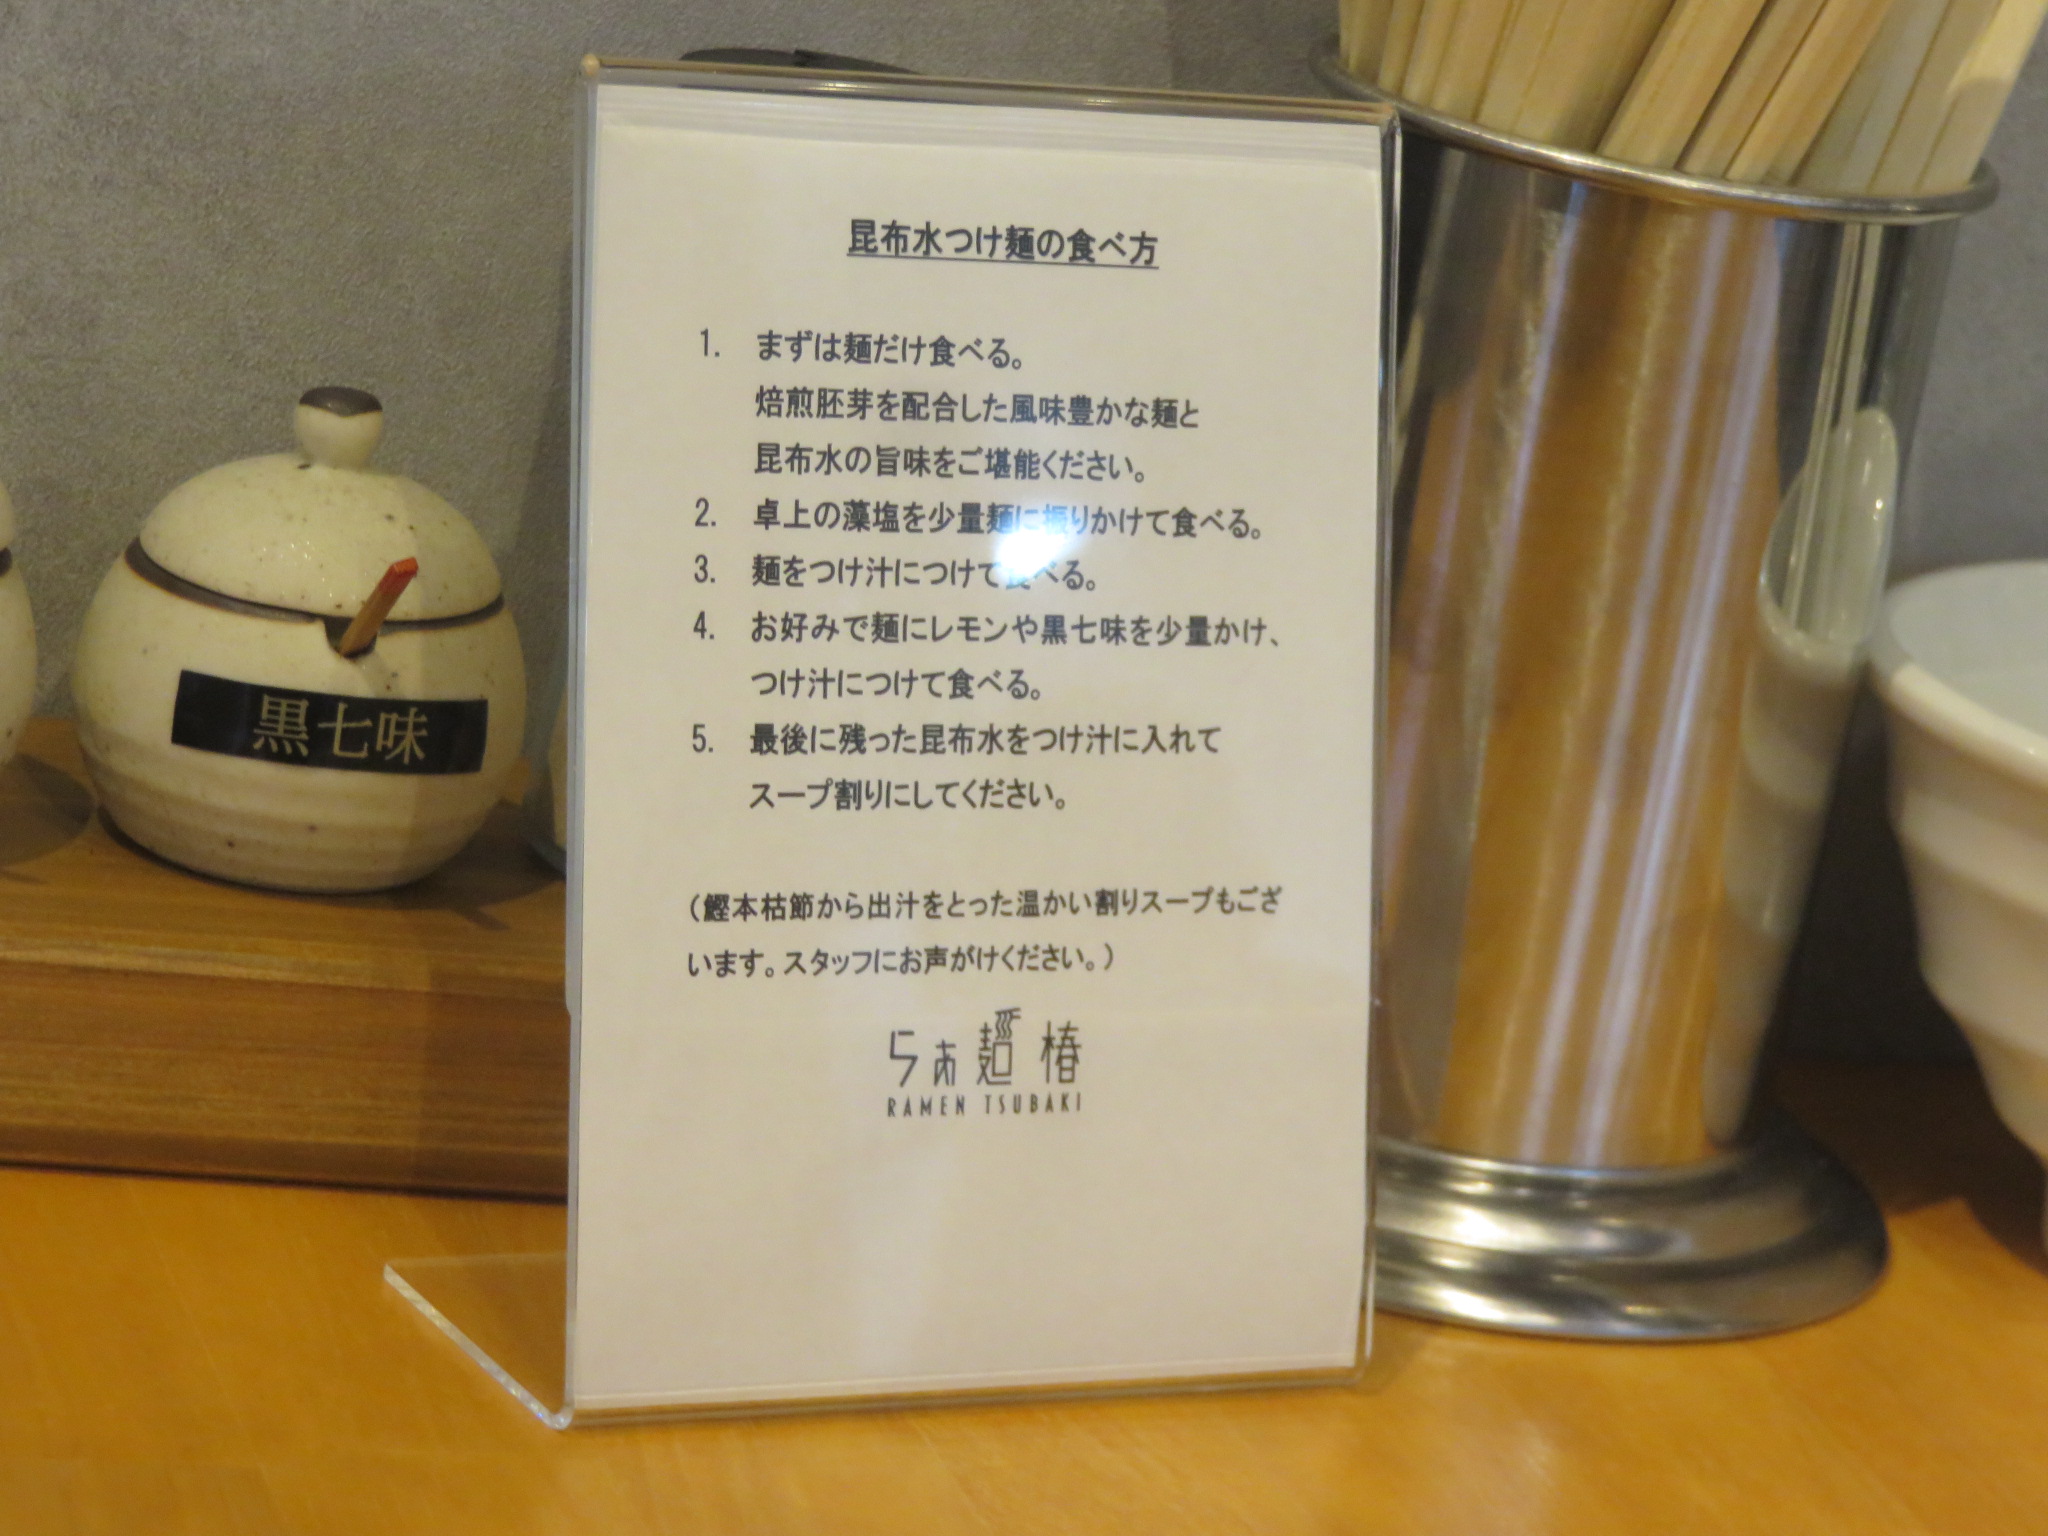 昆布水つけ麺の食べ方
1. まずは麺だけ食べる。
焙煎胚芽を配合した風味豊かな麺と
昆布水の旨味をご堪能ください。
2. 卓上の藻塩を少量麺に振りかけて食べる。
3. 麺をつけ汁につけて食べる。
4. お好みで麺にレモンや黒七味を少量かけ、
つけ汁につけて食べる。
5. 最後に残った昆布水をつけ汁に入れて
スープ割りにしてください。
(鰹本枯節から出汁をとった温かい割りスープもござ
います。スタッフにお声がけください。)
らぁ麺 椿
RAMEN TSUBAKI
黒七味